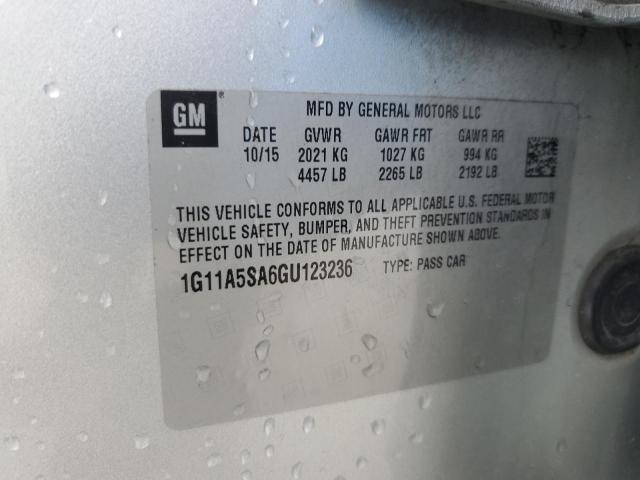 GM ®
MFD BY GENERAL MOTORS LLC
DATE GVWR GAWR FRT GAWR RR
10/15 2021 KG 1027 KG 994 KG
4457 LB 2265 LB 2192 LB
THIS VEHICLE CONFORMS TO ALL APPLICABLE U.S. FEDERAL MOTOR
VEHICLE SAFETY, BUMPER, AND THEFT PREVENTION STANDARDS IN
EFFECT ON THE DATE OF MANUFACTURE SHOWN ABOVE.
1G11A5SA6GU123236 TYPE: PASS CAR